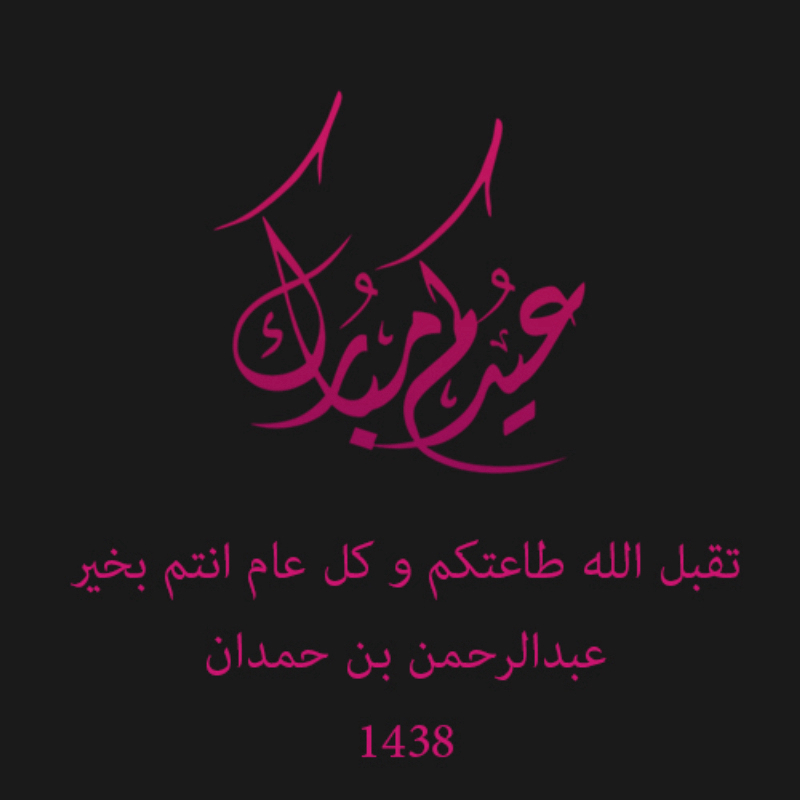 عيدكم مبارك
تقبل الله طاعتكم و كل عام انتم بخير
عبدالرحمن بن حمدان
1438